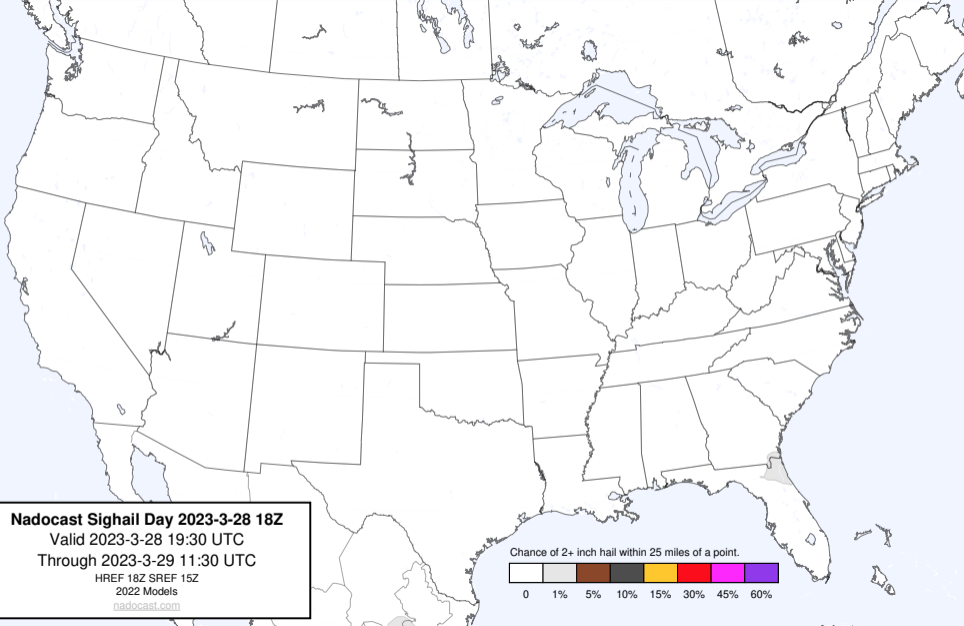 Nadocast Sighail Day 2023-3-28 18Z
Valid 2023-3-28 19:30 UTC
Through 2023-3-29 11:30 UTC
HREF 18Z SREF 15Z
2022 Models
nadocast.com
Chance of 2+ inch hail within 25 miles of a point.
0 1% 5% 10% 15% 30% 45% 60%